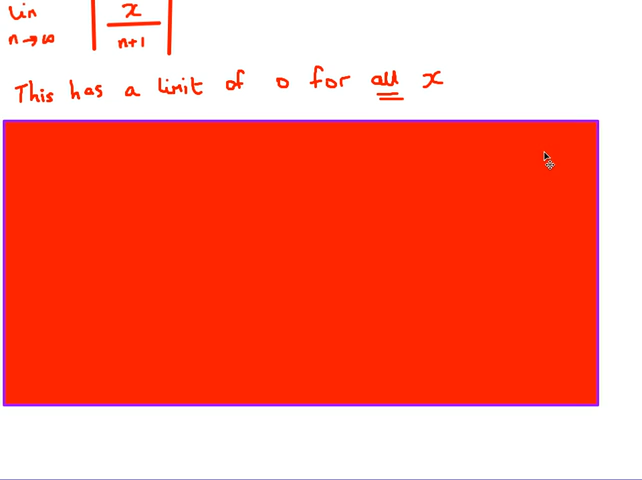 lim
n→∞ | x / n+1 |
This has a limit of 0 for all x